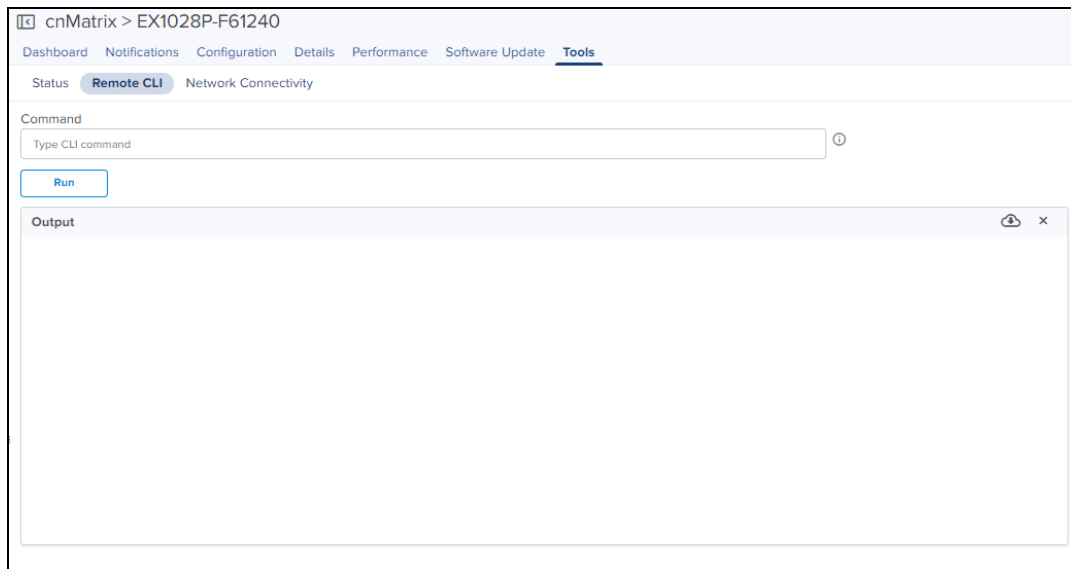 cnMatrix > EX1028P-F61240
Dashboard Notifications Configuration Details Performance Software Update Tools
Status Remote CLI Network Connectivity
Command
Type CLI command
Run
Output